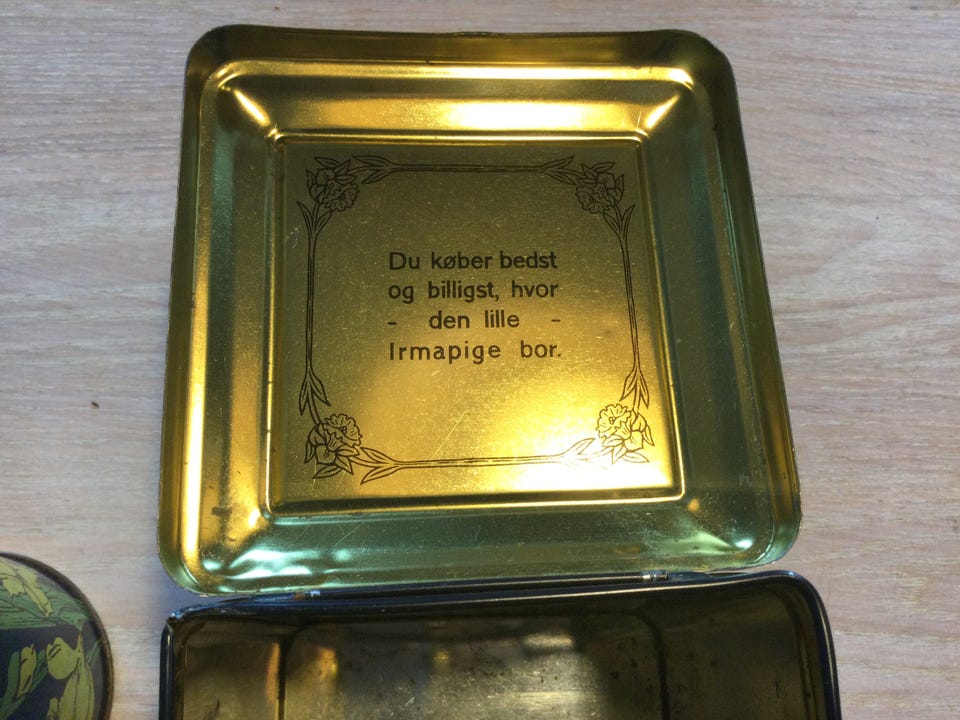 Du køber bedst
og billigst, hvor
- den lille -
Irmapige bor.